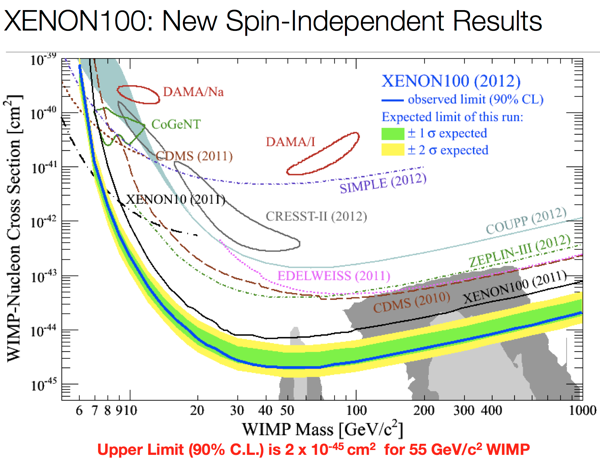 XENON100: New Spin-Independent Results
WIMP-Nucleon Cross Section [cm²]
10⁻³⁹
10⁻⁴⁰
10⁻⁴¹
10⁻⁴²
10⁻⁴³
10⁻⁴⁴
10⁻⁴⁵
XENON100 (2012)
observed limit (90% CL)
Expected limit of this run:
± 1 σ expected
± 2 σ expected
DAMA/Na
CoGeNT
DAMA/I
CDMS (2011)
SIMPLE (2012)
XENON10 (2011)
CRESST-II (2012)
COUPP (2012)
ZEPLIN-III (2012)
EDELWEISS (2011)
CDMS (2010)
XENON100 (2011)
6 7 8 910 20 30 40 50 100 200 300 400 1000
WIMP Mass [GeV/c²]
Upper Limit (90% C.L.) is 2 x 10⁻⁴⁵ cm² for 55 GeV/c² WIMP